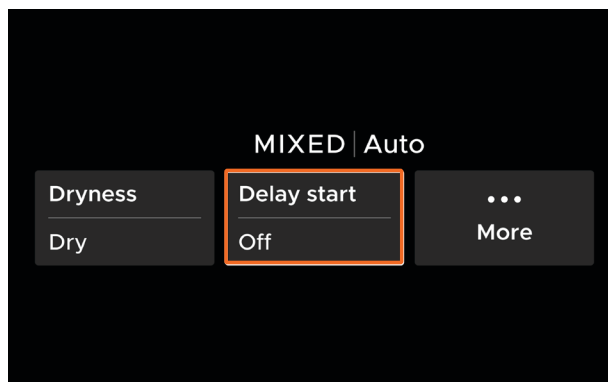 MIXED | Auto
Dryness
Dry
Delay start
Off
More